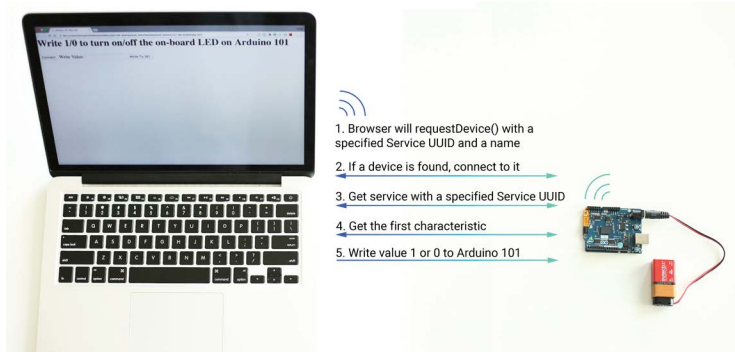 Write 1/0 to turn on/off the on-board LED on Arduino 101
Connect Write Value
1. Browser will requestDevice() with a
specified Service UUID and a name
2. If a device is found, connect to it
3. Get service with a specified Service UUID
4. Get the first characteristic
5. Write value 1 or 0 to Arduino 101
Q W E R T Y U I O P
A S D F G H J K L
Z X C V B N M